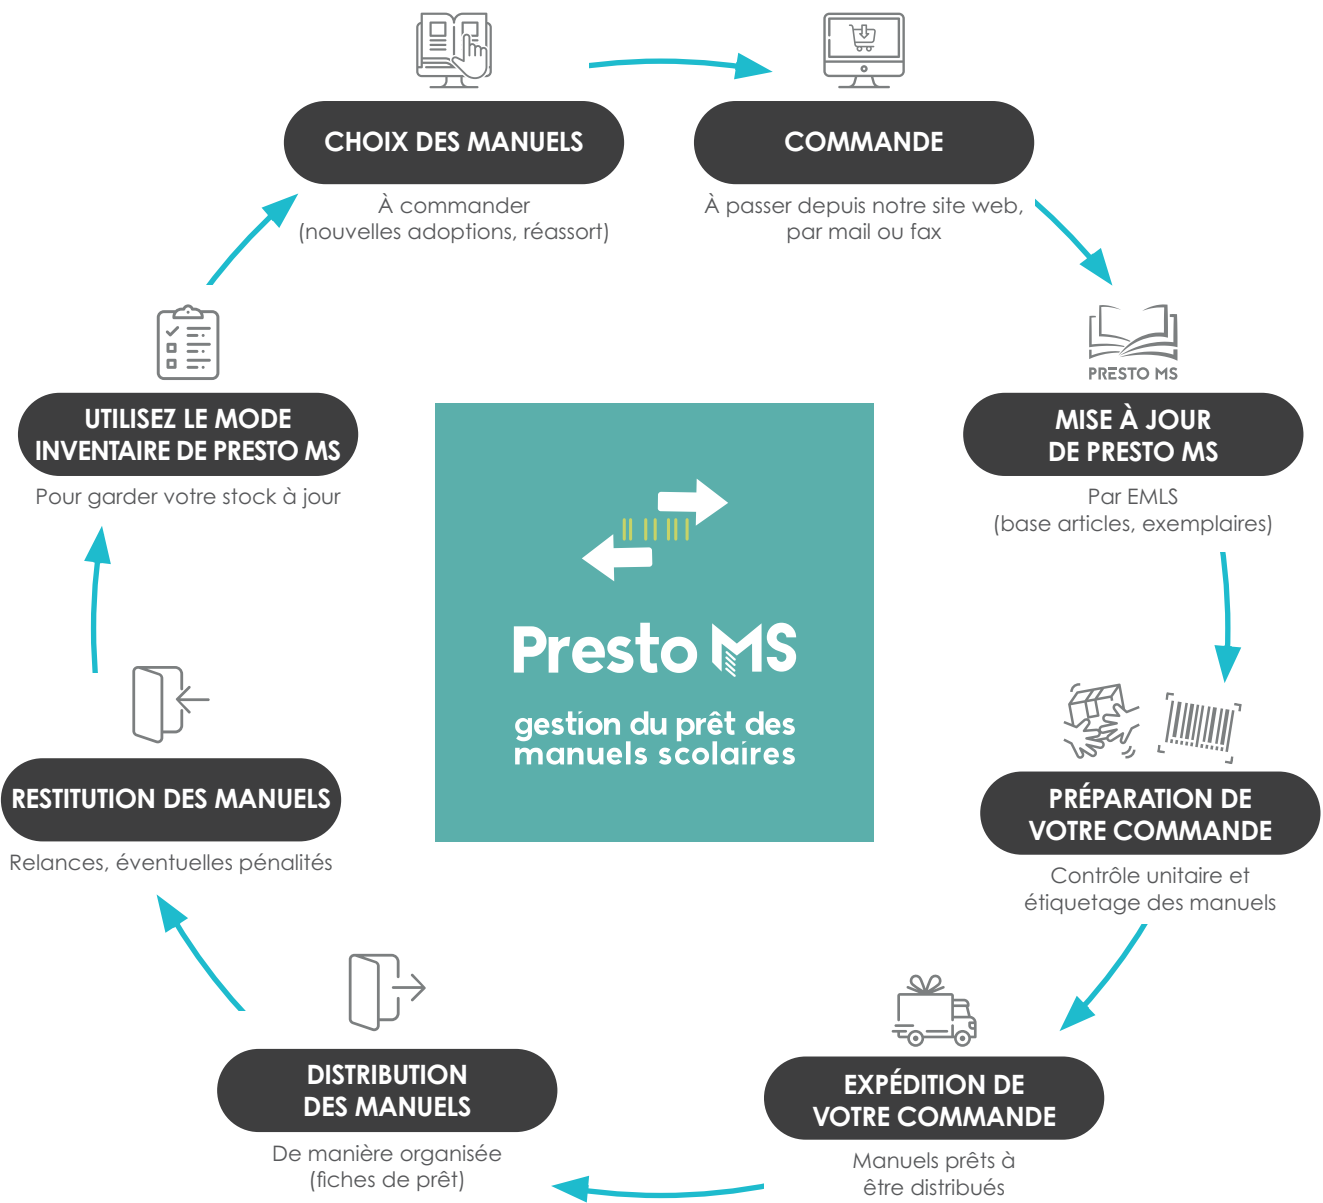 CHOIX DES MANUELS
À commander
(nouvelles adoptions, réassort)
COMMANDE
À passer depuis notre site web,
par mail ou fax
PRESTO MS
MISE À JOUR
DE PRESTO MS
Par EMLS
(base articles, exemplaires)
PRÉPARATION DE
VOTRE COMMANDE
Contrôle unitaire et
étiquetage des manuels
EXPÉDITION DE
VOTRE COMMANDE
Manuels prêts à
être distribués
DISTRIBUTION
DES MANUELS
De manière organisée
(fiches de prêt)
RESTITUTION DES MANUELS
Relances, éventuelles pénalités
UTILISEZ LE MODE
INVENTAIRE DE PRESTO MS
Pour garder votre stock à jour
Presto MS
gestion du prêt des
manuels scolaires